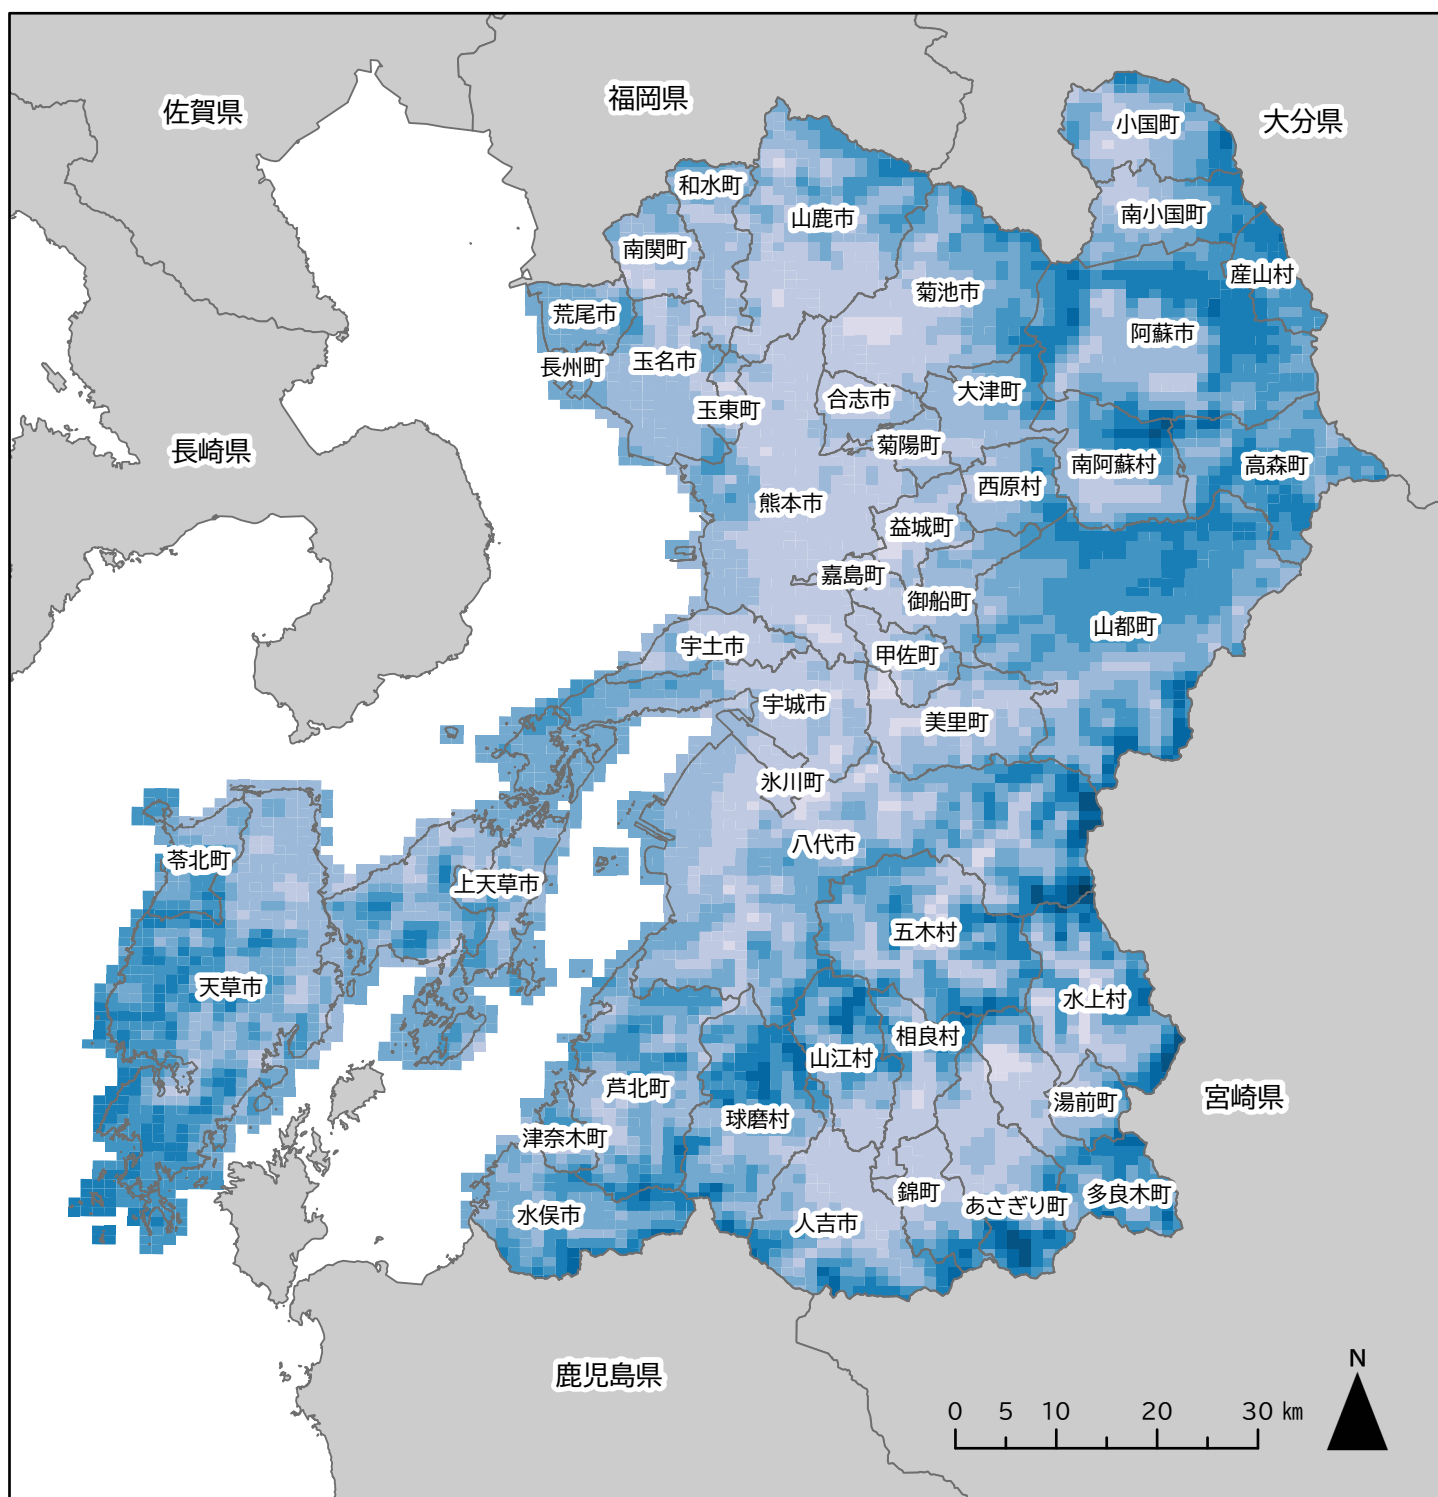 佐賀県
福岡県
大分県
小国町
和水町
山鹿市
南小国町
南関町
産山村
菊池市
荒尾市
阿蘇市
長州町
玉名市
大津町
合志市
玉東町
菊陽町
長崎県
南阿蘇村
高森町
西原村
熊本市
益城町
嘉島町
御船町
山都町
宇土市
甲佐町
宇城市
美里町
氷川町
八代市
苓北町
上天草市
五木村
天草市
水上村
相良村
山江村
芦北町
湯前町
宮崎県
球磨村
津奈木町
錦町
多良木町
あさぎり町
水俣市
人吉市
鹿児島県
N
0 5 10 20 30 ㎞